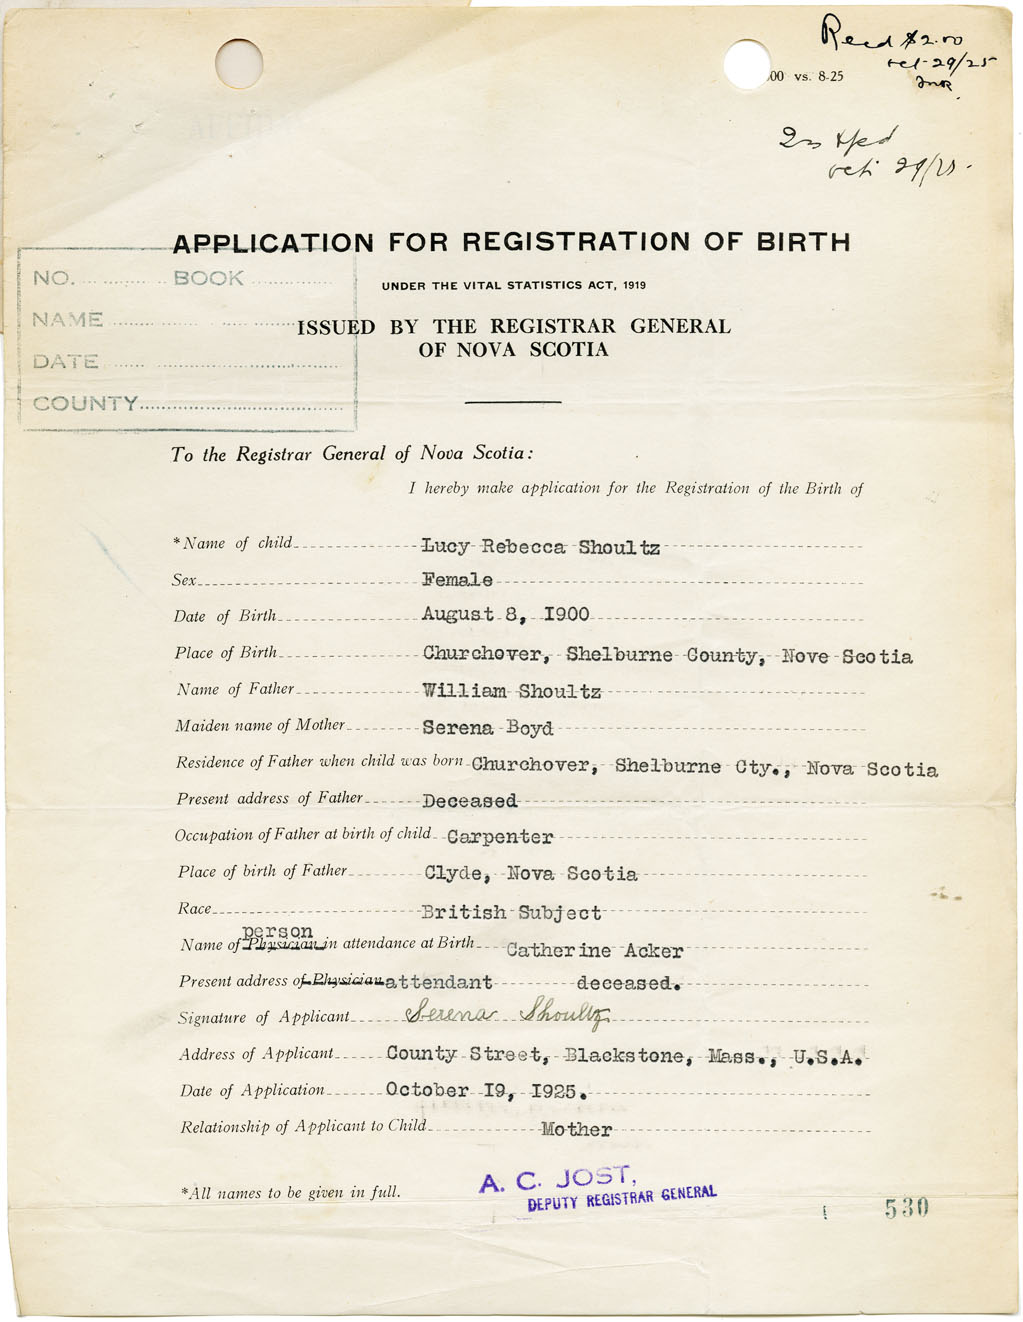 Recd $2.00
oct 29/25
00 vs. 8-25
oct 29/25
APPLICATION FOR REGISTRATION OF BIRTH
NO. BOOK
NAME
DATE
COUNTY
UNDER THE VITAL STATISTICS ACT, 1919
ISSUED BY THE REGISTRAR GENERAL
OF NOVA SCOTIA
To the Registrar General of Nova Scotia:
I hereby make application for the Registration of the Birth of
*Name of child Lucy Rebecca Shoultz
Sex Female
Date of Birth August 8, 1900
Place of Birth Churchover, Shelburne County, Nove Scotia
Name of Father William Shoultz
Maiden name of Mother Serena Boyd
Residence of Father when child was born Churchover, Shelburne Cty., Nova Scotia
Present address of Father Deceased
Occupation of Father at birth of child Carpenter
Place of birth of Father Clyde, Nova Scotia
Race British Subject
person
Name of Physician in attendance at Birth Catherine Acker
Present address of Physician attendant deceased.
Signature of Applicant Serena Shoultz
Address of Applicant County Street, Blackstone, Mass., U.S.A.
Date of Application October 19, 1925.
Relationship of Applicant to Child Mother
*All names to be given in full.
A. C. JOST,
DEPUTY REGISTRAR GENERAL
530